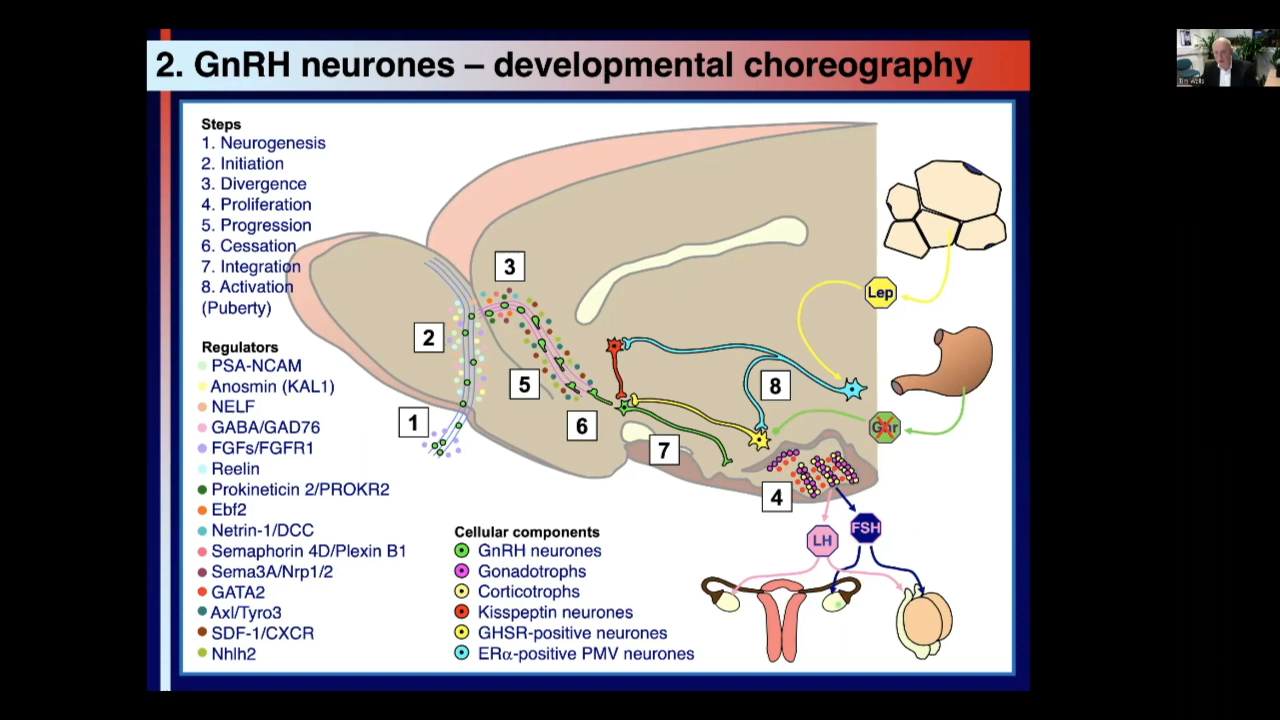 2. GnRH neurones – developmental choreography
Steps
1. Neurogenesis
2. Initiation
3. Divergence
4. Proliferation
5. Progression
6. Cessation
7. Integration
8. Activation
(Puberty)
Regulators
PSA-NCAM
Anosmin (KAL1)
NELF
GABA/GAD76
FGFs/FGFR1
Reelin
Prokineticin 2/PROKR2
Ebf2
Netrin-1/DCC
Semaphorin 4D/Plexin B1
Sema3A/Nrp1/2
GATA2
Axl/Tyro3
SDF-1/CXCR
Nhlh2
3
2
5
1
6
7
8
4
Lep
Ghr
LH
FSH
Cellular components
GnRH neurones
Gonadotrophs
Corticotrophs
Kisspeptin neurones
GHSR-positive neurones
ERα-positive PMV neurones
Tim Wells